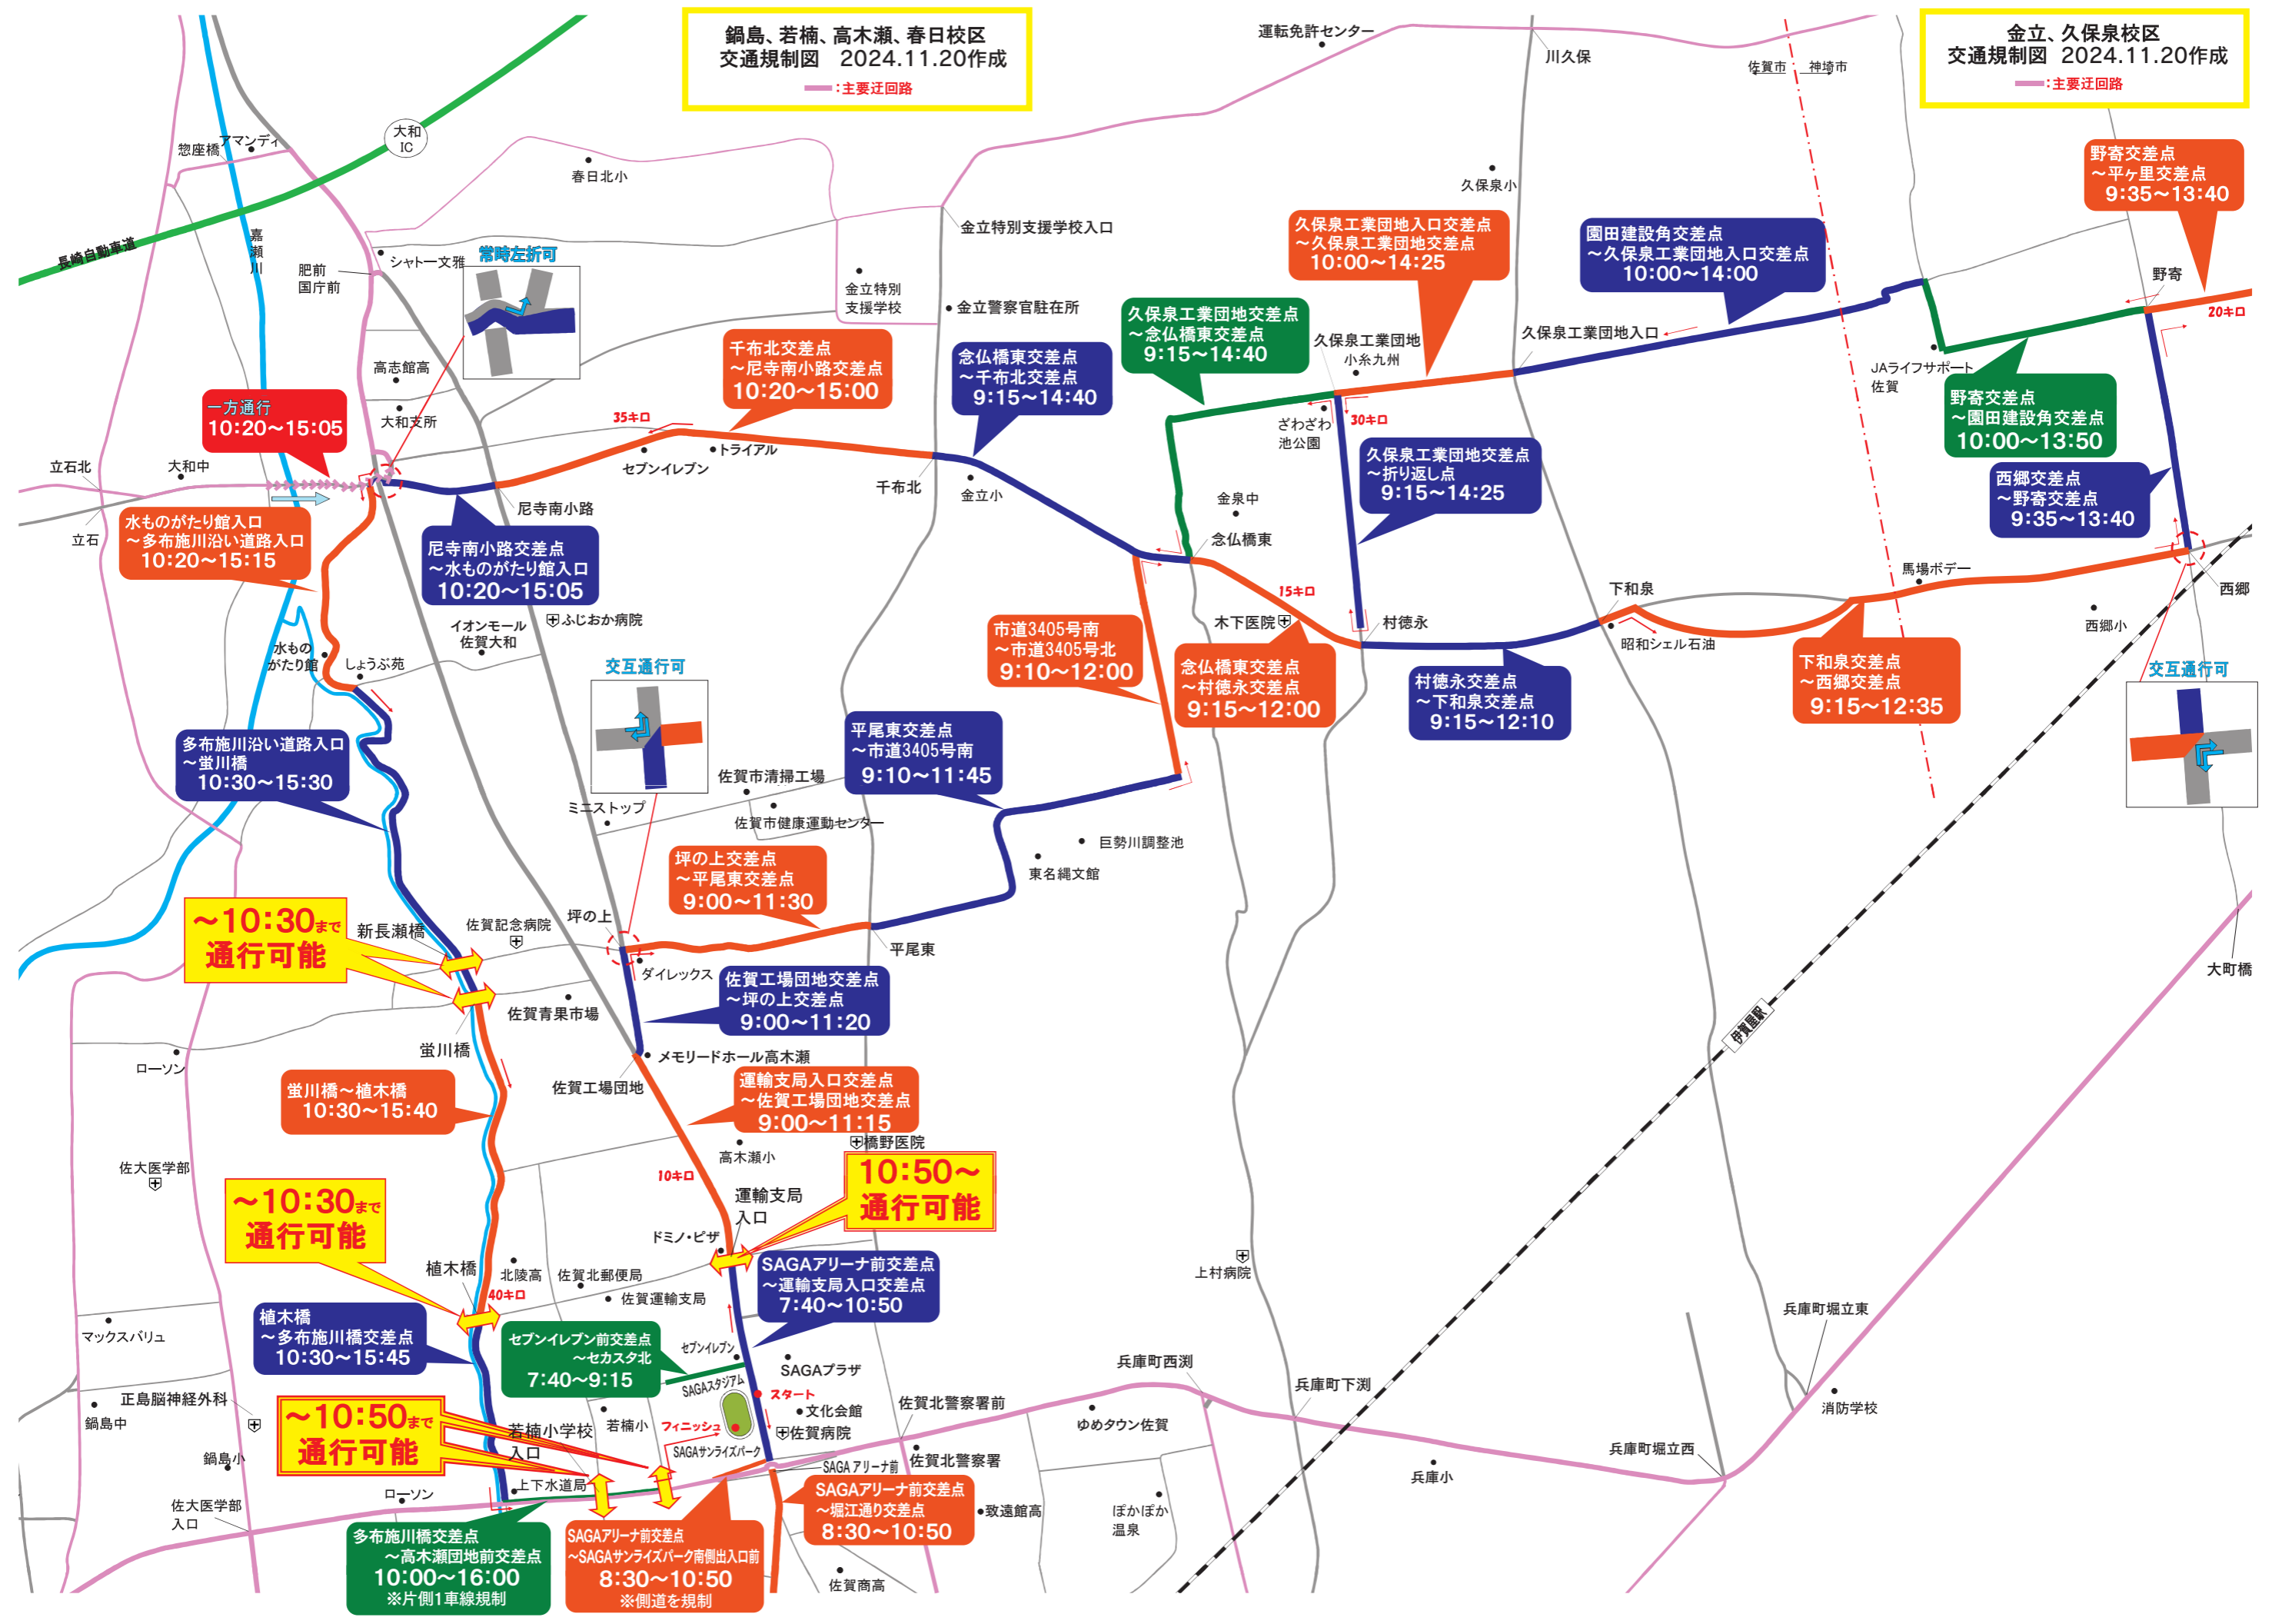 鍋島、若楠、高木瀬、春日校区
交通規制図 2024.11.20作成
:主要迂回路
金立、久保泉校区
交通規制図 2024.11.20作成
:主要迂回路
運転免許センター
川久保
佐賀市 神埼市
大和
IC
アマンディ
惣座橋
長崎自動車道
嘉瀬川
春日北小
久保泉小
野寄交差点
～平ヶ里交差点
9:35～13:40
金立特別支援学校入口
久保泉工業団地入口交差点
～久保泉工業団地交差点
10:00～14:25
園田建設角交差点
～久保泉工業団地入口交差点
10:00～14:00
シャトー文雅
常時左折可
肥前
国庁前
金立特別
支援学校
金立警察官駐在所
野寄
20キロ
久保泉工業団地交差点
～念仏橋東交差点
9:15～14:40
久保泉工業団地
小糸九州
久保泉工業団地入口
千布北交差点
～尼寺南小路交差点
10:20～15:00
念仏橋東交差点
～千布北交差点
9:15～14:40
JAライフサポート
佐賀
高志館高
大和支所
一方通行
10:20～15:05
35キロ
トライアル
セブンイレブン
ざわざわ
池公園
30キロ
野寄交差点
～園田建設角交差点
10:00～13:50
立石北
大和中
千布北
金立小
久保泉工業団地交差点
～折り返し点
9:15～14:25
西郷交差点
～野寄交差点
9:35～13:40
立石
水ものがたり館入口
～多布施川沿い道路入口
10:20～15:15
尼寺南小路
尼寺南小路交差点
～水ものがたり館入口
10:20～15:05
金泉中
念仏橋東
馬場ボデー
西郷
西郷小
15キロ
木下医院
村徳永
下和泉
昭和シェル石油
ふじおか病院
イオンモール
佐賀大和
水もの
がたり館
しょうぶ苑
交互通行可
市道3405号南
～市道3405号北
9:10～12:00
念仏橋東交差点
～村徳永交差点
9:15～12:00
村徳永交差点
～下和泉交差点
9:15～12:10
下和泉交差点
～西郷交差点
9:15～12:35
交互通行可
多布施川沿い道路入口
～蛍川橋
10:30～15:30
平尾東交差点
～市道3405号南
9:10～11:45
佐賀市清掃工場
ミニストップ
佐賀市健康運動センター
巨勢川調整池
東名縄文館
坪の上交差点
～平尾東交差点
9:00～11:30
～10:30まで
通行可能
新長瀬橋
佐賀記念病院
坪の上
平尾東
ダイレックス
大町橋
佐賀工場団地交差点
～坪の上交差点
9:00～11:20
佐賀青果市場
伊賀屋駅
蛍川橋
ローソン
メモリードホール高木瀬
佐賀工場団地
蛍川橋～植木橋
10:30～15:40
運輸支局入口交差点
～佐賀工場団地交差点
9:00～11:15
橋野医院
高木瀬小
10キロ
佐大医学部
～10:30まで
通行可能
10:50～
通行可能
運輸支局
入口
ドミノ・ピザ
植木橋
北陵高
佐賀北郵便局
佐賀運輸支局
40キロ
SAGAアリーナ前交差点
～運輸支局入口交差点
7:40～10:50
上村病院
マックスバリュ
植木橋
～多布施川橋交差点
10:30～15:45
セブンイレブン前交差点
～セカスタ北
7:40～9:15
セブンイレブン
SAGAプラザ
兵庫町堀立東
兵庫町西渕
兵庫町下渕
SAGAスタジアム
スタート
正島脳神経外科
鍋島中
～10:50まで
通行可能
若楠小学校
入口
若楠小
フィニッシュ
文化会館
佐賀病院
佐賀北警察署前
ゆめタウン佐賀
消防学校
SAGAサンライズパーク
鍋島小
SAGAアリーナ前
佐賀北警察署
兵庫小
兵庫町堀立西
上下水道局
ローソン
佐大医学部
入口
SAGAアリーナ前交差点
～堀江通り交差点
8:30～10:50
致遠館高
ぽかぽか
温泉
多布施川橋交差点
～高木瀬団地前交差点
10:00～16:00
※片側1車線規制
SAGAアリーナ前交差点
～SAGAサンライズパーク南側出入口前
8:30～10:50
※側道を規制
佐賀商高